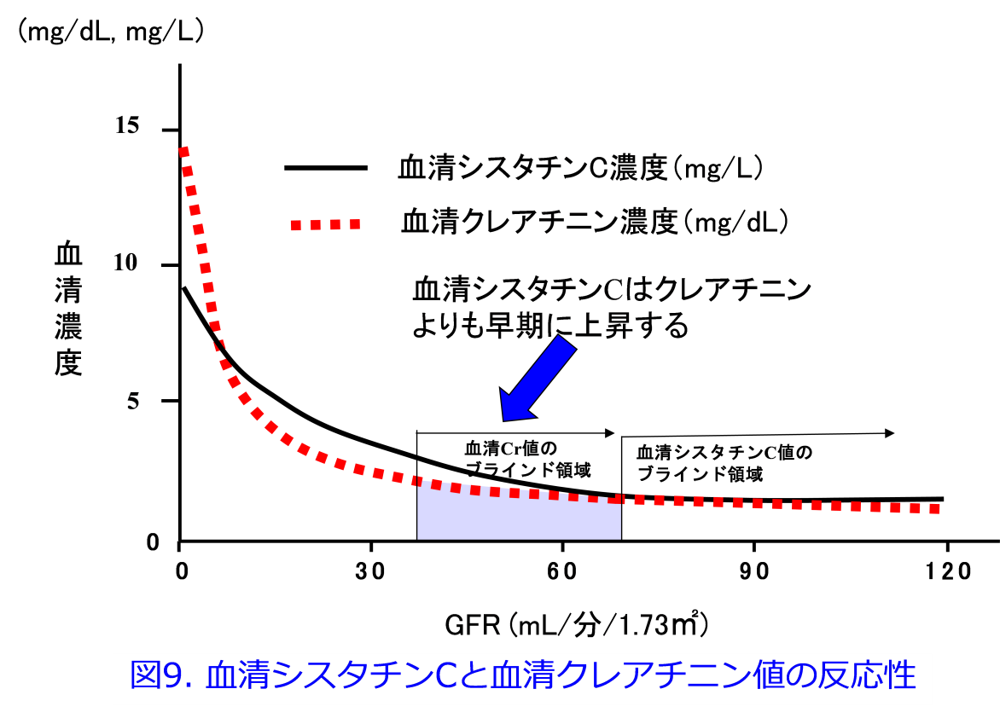 (mg/dL, mg/L)
15
血清シスタチンC濃度(mg/L)
血清クレアチニン濃度(mg/dL)
血清濃度
10
血清シスタチンCはクレアチニン
よりも早期に上昇する
5
血清Cr値の
ブラインド領域
血清シスタチンC値の
ブラインド領域
0
0 30 60 90 120
GFR (mL/分/1.73㎡)
図9. 血清シスタチンCと血清クレアチニン値の反応性